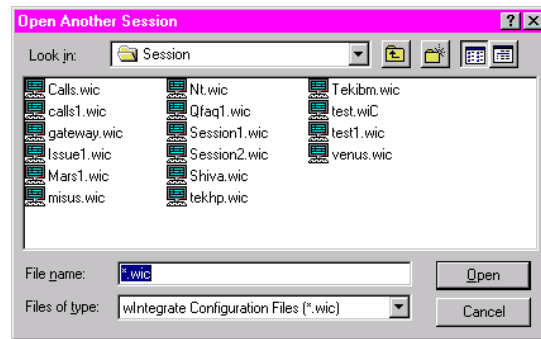 Open Another Session
Look in: Session
Calls.wic Nt.wic Tekibm.wic
calls1.wic Qfaq1.wic test.wiC
gateway.wic Session1.wic test1.wic
Issue1.wic Session2.wic venus.wic
Mars1.wic Shiva.wic
misus.wic tekhp.wic
File name: *.wic Open
Files of type: wIntegrate Configuration Files (*.wic) Cancel